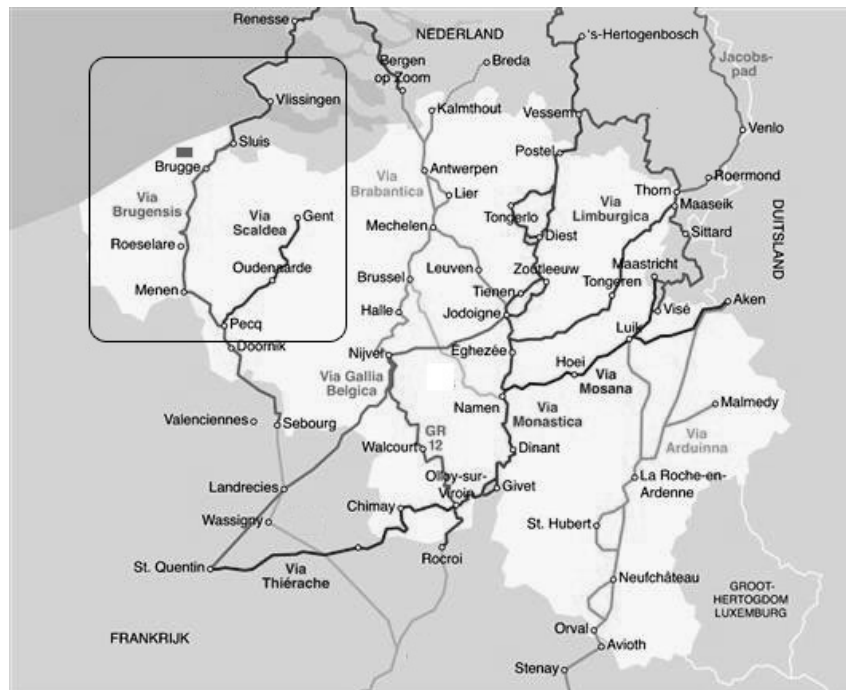 Renesse
NEDERLAND
's-Hertogenbosch
Bergen
op Zoom
Breda
Jacobs-
pad
Vlissingen
Kalmthout
Vessem
Venlo
Sluis
Postel
Brugge
Antwerpen
Roermond
Via
Brabantica
Thorn
Via
Brugensis
Lier
Via
Limburgica
Maaseik
Via
Scaldea
Gent
Tongerlo
Mechelen
Diest
Sittard
DUITSLAND
Roeselare
Oudenaarde
Leuven
Zoutleeuw
Maastricht
Brussel
Tienen
Tongeren
Menen
Aken
Halle
Jodoigne
Visé
Pecq
Luik
Doornik
Nijvel
Eghezée
Hoei
Via Gallia
Belgica
Via
Mosana
Namen
Via
Monastica
Malmedy
Valenciennes
Sebourg
GR
12
Via
Arduinna
Walcourt
Dinant
Olloy-sur-
Viroin
Givet
La Roche-en-
Ardenne
Landrecies
Chimay
Wassigny
St. Hubert
Rocroi
St. Quentin
Via
Thiérache
Neufchâteau
GROOT-
HERTOGDOM
LUXEMBURG
FRANKRIJK
Orval
Avioth
Stenay